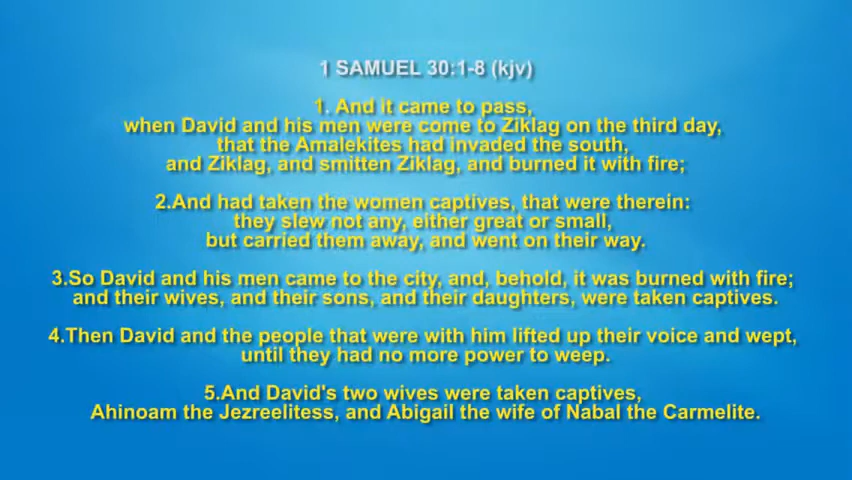 1 SAMUEL 30:1-8 (kjv)
1. And it came to pass,
when David and his men were come to Ziklag on the third day,
that the Amalekites had invaded the south,
and Ziklag, and smitten Ziklag, and burned it with fire;
2.And had taken the women captives, that were therein:
they slew not any, either great or small,
but carried them away, and went on their way.
3.So David and his men came to the city, and, behold, it was burned with fire;
and their wives, and their sons, and their daughters, were taken captives.
4.Then David and the people that were with him lifted up their voice and wept,
until they had no more power to weep.
5.And David's two wives were taken captives,
Ahinoam the Jezreelitess, and Abigail the wife of Nabal the Carmelite.